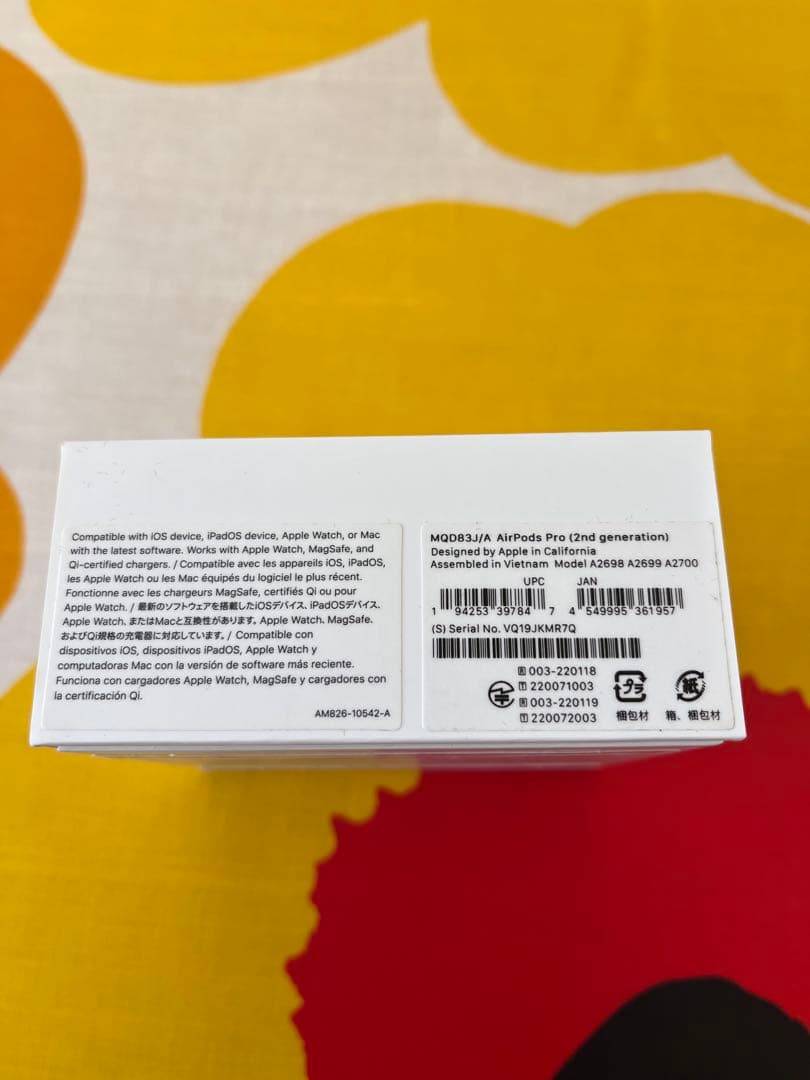 Compatible with iOS device, iPadOS device, Apple Watch, or Mac
with the latest software. Works with Apple Watch, MagSafe, and
Qi-certified chargers. / Compatible avec les appareils iOS, iPadOS,
les Apple Watch ou les Mac équipés du logiciel le plus récent.
Fonctionne avec les chargeurs MagSafe, certifiés Qi ou pour
Apple Watch. / 最新のソフトウェアを搭載したiOSデバイス、iPadOSデバイス、
Apple Watch、またはMacと互換性があります。Apple Watch、MagSafe、
およびQi規格の充電器に対応しています。 / Compatible con
dispositivos iOS, dispositivos iPadOS, Apple Watch y
computadoras Mac con la versión de software más reciente.
Funciona con cargadores Apple Watch, MagSafe y cargadores con
la certificación Qi.
AM826-10542-A
MQD83J/A AirPods Pro (2nd generation)
Designed by Apple in California
Assembled in Vietnam Model A2698 A2699 A2700
UPC JAN
1 94253 39784 7 4 549995 361957
(S) Serial No. VQ19JKMR7Q
R 003-220118
T 220071003
R 003-220119
T 220072003
プラ
梱包材
紙
箱、梱包材